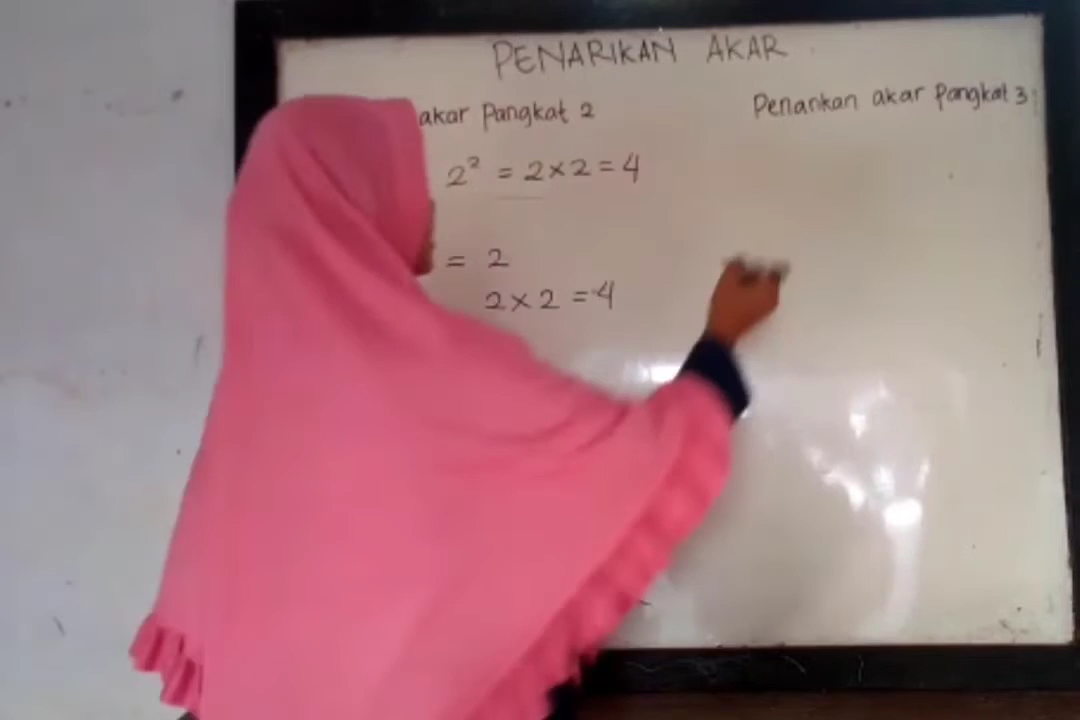 PENARIKAN AKAR
akar Pangkat 2
2² = 2×2 = 4
= 2
2×2 = 4
Penarikan akar Pangkat 3